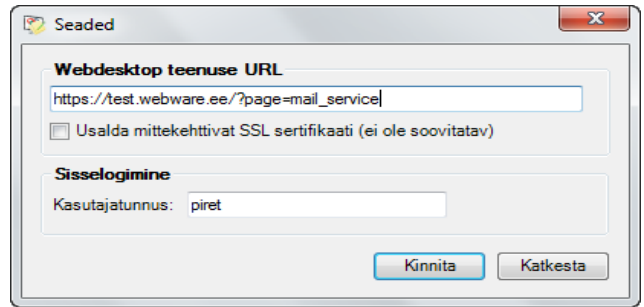 Seaded
Webdesktop teenuse URL
https://test.webware.ee/?page=mail_service
Usalda mittekehttivat SSL sertifikaati (ei ole soovitatav)
Sisselogimine
Kasutajatunnus: piret
Kinnita Katkesta